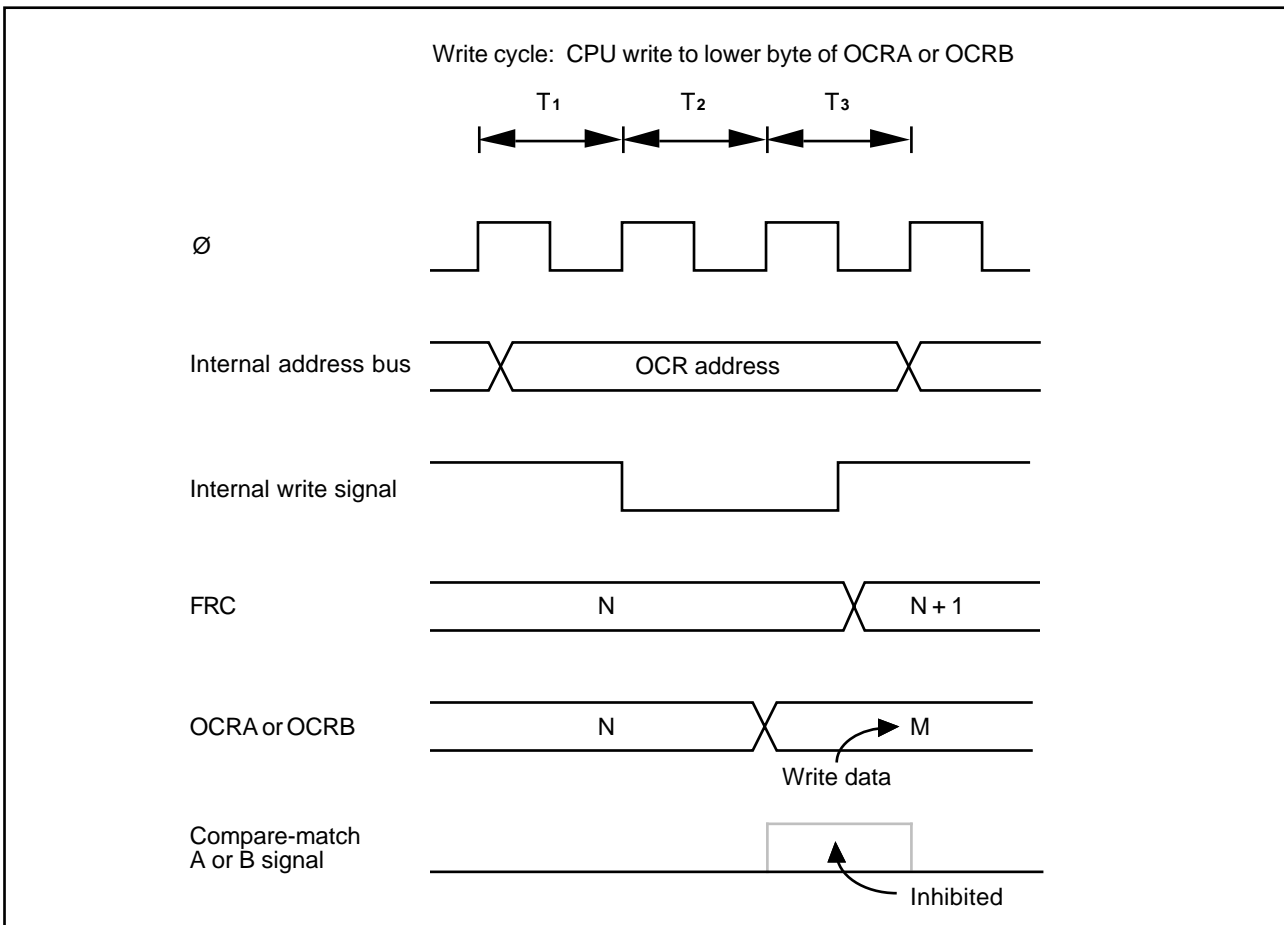 Write cycle: CPU write to lower byte of OCRA or OCRB
T1 T2 T3
Ø
Internal address bus OCR address
Internal write signal
FRC N N + 1
OCRA or OCRB N M
Write data
Compare-match
A or B signal
Inhibited